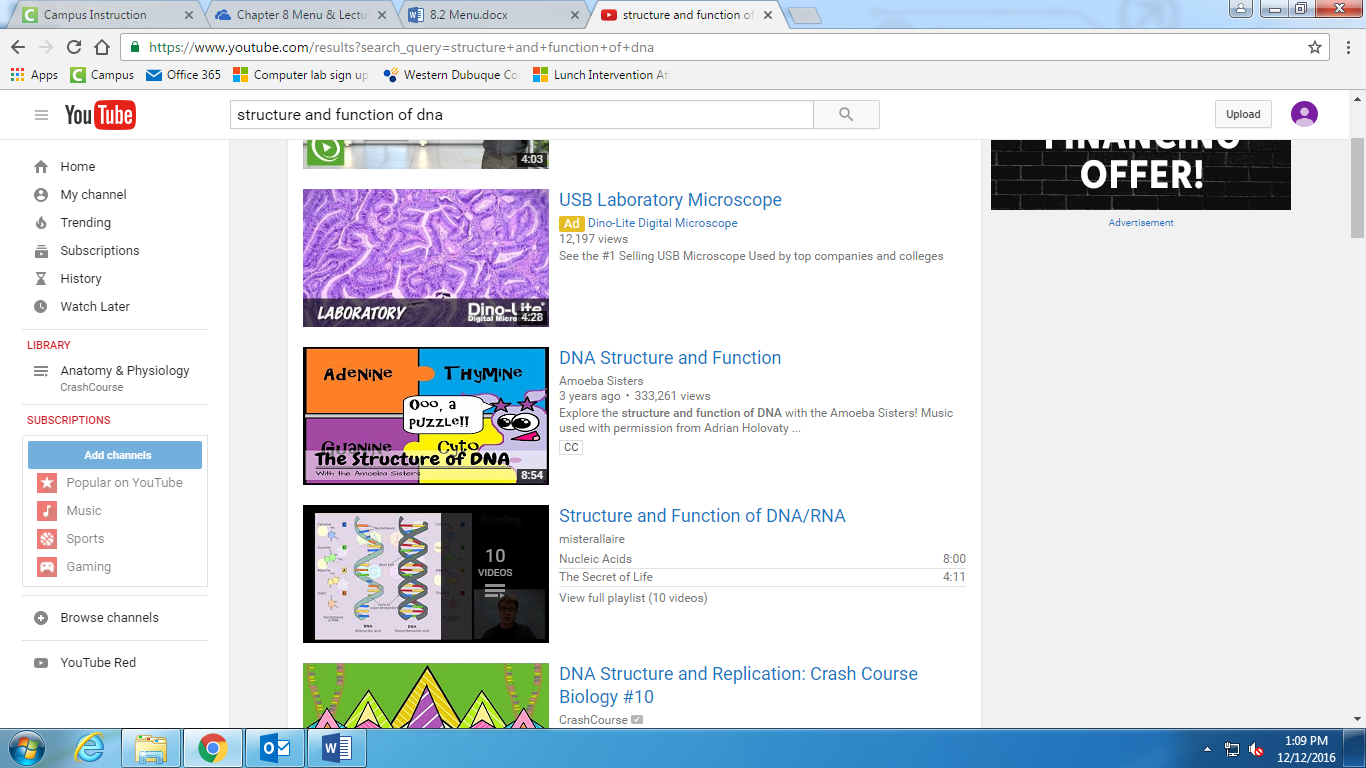 Campus Instruction
Chapter 8 Menu & Lectu
8.2 Menu.docx
structure and function of
https://www.youtube.com/results?search_query=structure+and+function+of+dna
Apps
Campus
Office 365
Computer lab sign up
Western Dubuque Co
Lunch Intervention At
YouTube
structure and function of dna
Upload
Home
My channel
Trending
Subscriptions
History
Watch Later
LIBRARY
Anatomy & Physiology
CrashCourse
SUBSCRIPTIONS
Add channels
Popular on YouTube
Music
Sports
Gaming
Browse channels
YouTube Red
4:03
LABORATORY
Dino-Lite
Digital Micro
4:28
USB Laboratory Microscope
Ad Dino-Lite Digital Microscope
12,197 views
See the #1 Selling USB Microscope Used by top companies and colleges
ADENINE
THYMINE
Ooo, a
PUZZLE!!
GUANINE
Cyto
The Structure of DNA
With the Amoeba Sisters
8:54
DNA Structure and Function
Amoeba Sisters
3 years ago • 333,261 views
Explore the structure and function of DNA with the Amoeba Sisters! Music
used with permission from Adrian Holovaty ...
CC
Bonding
RNA
DNA
10
VIDEOS
Structure and Function of DNA/RNA
misterallaire
Nucleic Acids 8:00
The Secret of Life 4:11
View full playlist (10 videos)
DNA Structure and Replication: Crash Course
Biology #10
CrashCourse
FINANCING
OFFER!
Advertisement
1:09 PM
12/12/2016